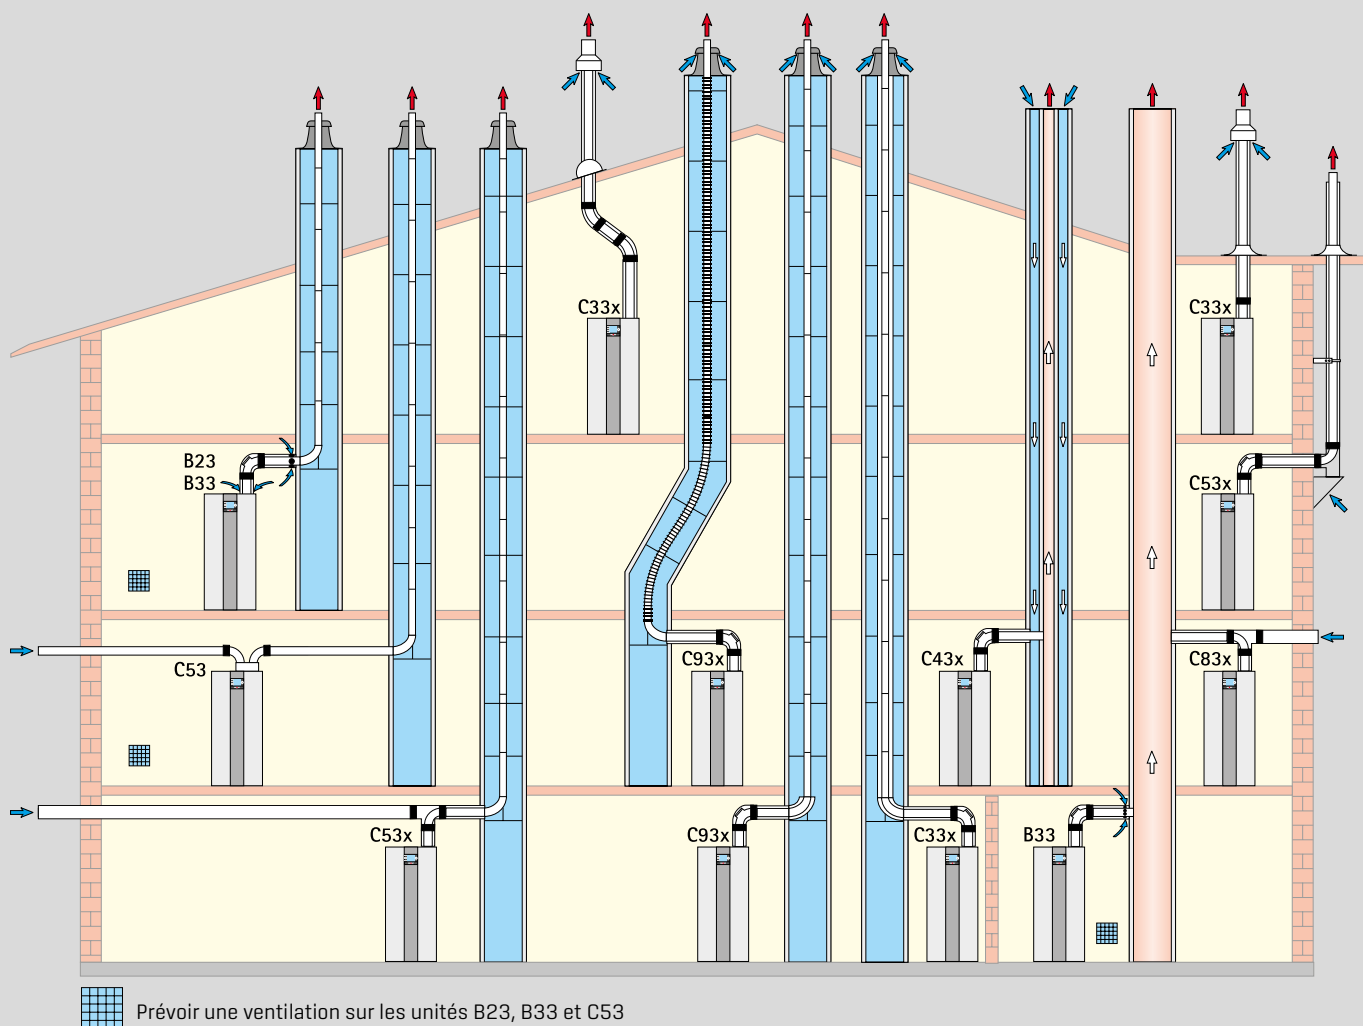 C33x
C33x
B23
B33
C53x
C53
C93x
C43x
C83x
C53x
C93x
C33x
B33
Prévoir une ventilation sur les unités B23, B33 et C53